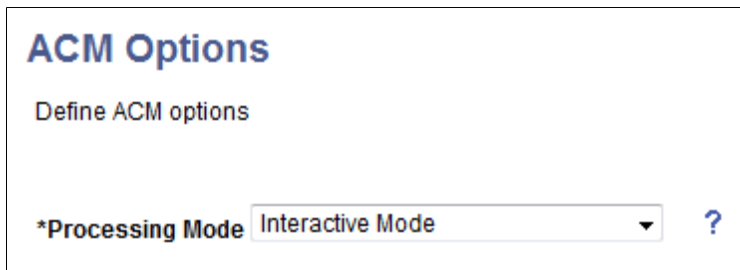 ACM Options
Define ACM options
*Processing Mode Interactive Mode ?